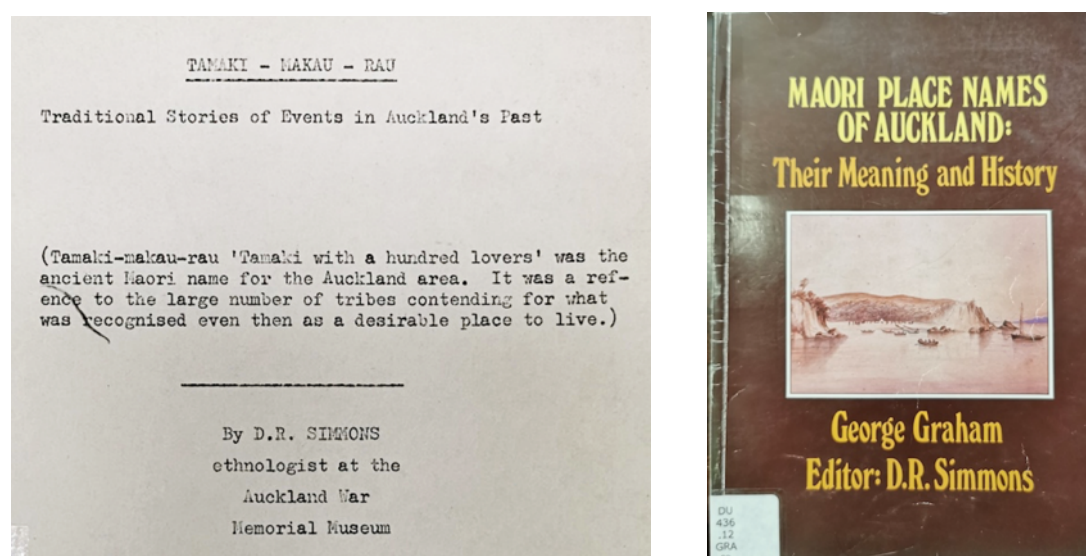 TAMAKI - MAKAU - RAU
Traditional Stories of Events in Auckland's Past
(Tamaki-makau-rau 'Tamaki with a hundred lovers' was the
ancient Maori name for the Auckland area. It was a ref-
ence to the large number of tribes contending for what
was recognised even then as a desirable place to live.)
By D.R. SIMMONS
ethnologist at the
Auckland War
Memorial Museum
MAORI PLACE NAMES
OF AUCKLAND:
Their Meaning and History
George Graham
Editor: D.R. Simmons
DU
436
.12
GRA